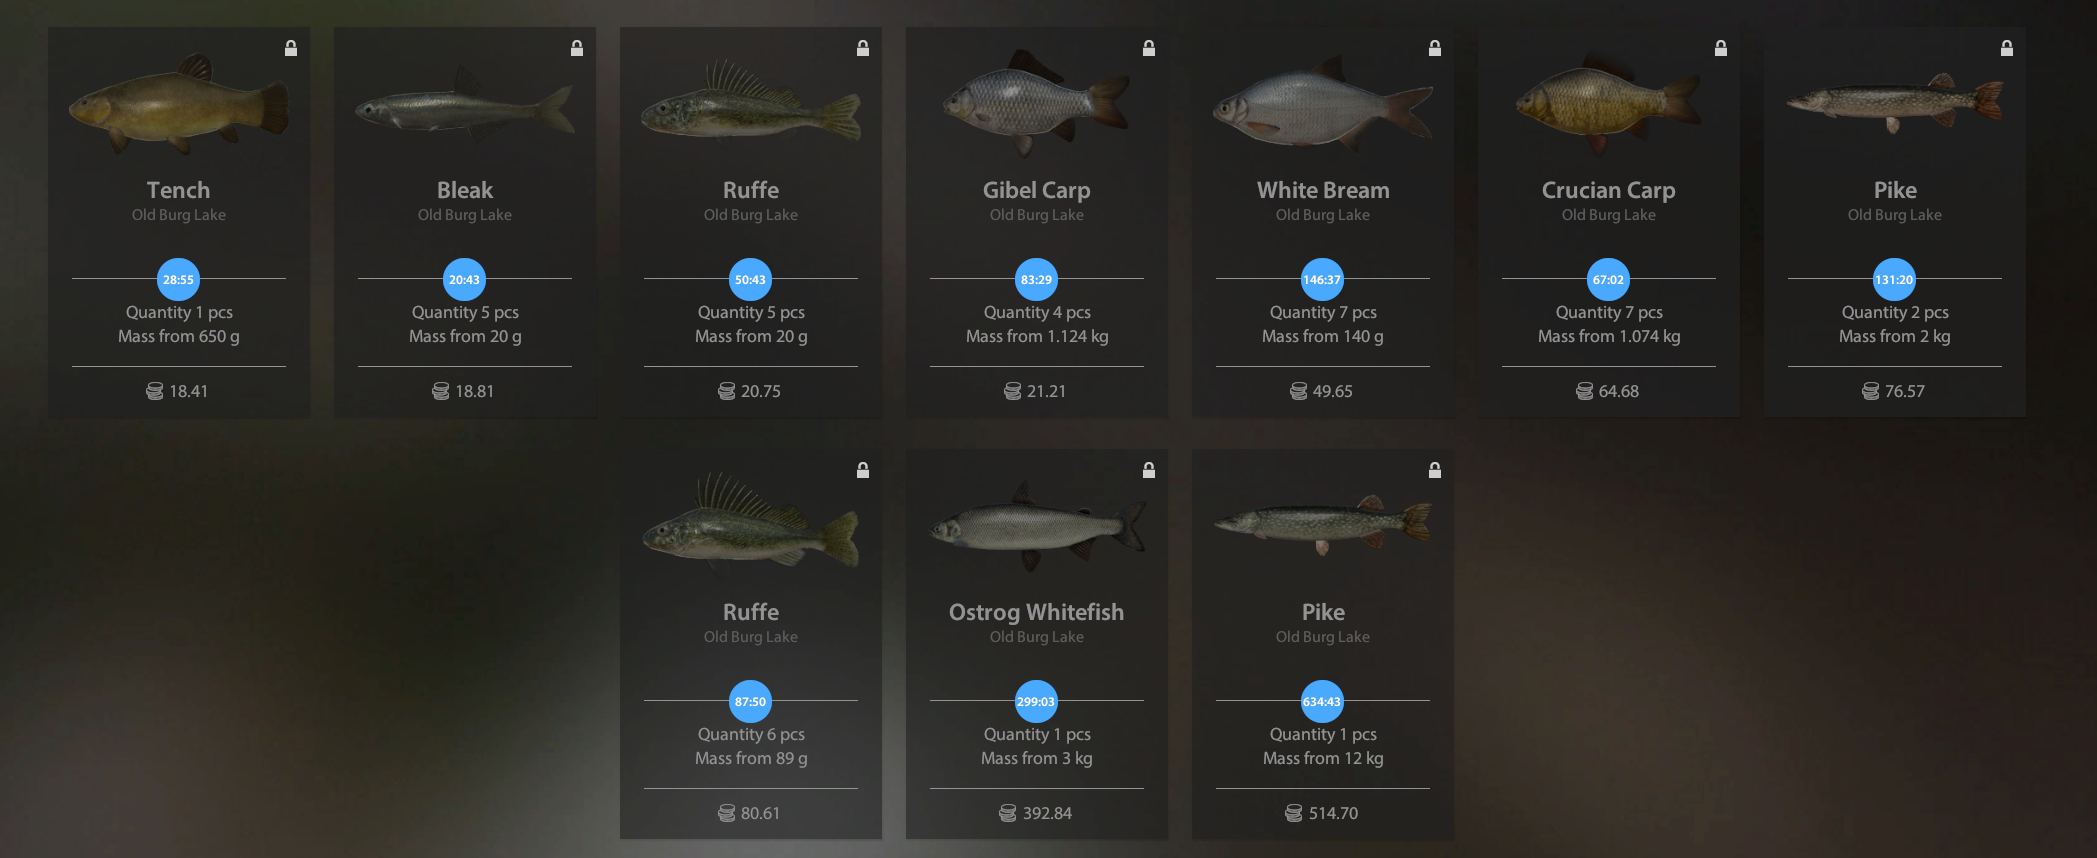 Tench
Old Burg Lake
28:55
Quantity 1 pcs
Mass from 650 g
18.41
Bleak
Old Burg Lake
20:43
Quantity 5 pcs
Mass from 20 g
18.81
Ruffe
Old Burg Lake
50:43
Quantity 5 pcs
Mass from 20 g
20.75
Gibel Carp
Old Burg Lake
83:29
Quantity 4 pcs
Mass from 1.124 kg
21.21
White Bream
Old Burg Lake
146:37
Quantity 7 pcs
Mass from 140 g
49.65
Crucian Carp
Old Burg Lake
67:02
Quantity 7 pcs
Mass from 1.074 kg
64.68
Pike
Old Burg Lake
131:20
Quantity 2 pcs
Mass from 2 kg
76.57
Ruffe
Old Burg Lake
87:50
Quantity 6 pcs
Mass from 89 g
80.61
Ostrog Whitefish
Old Burg Lake
299:03
Quantity 1 pcs
Mass from 3 kg
392.84
Pike
Old Burg Lake
634:43
Quantity 1 pcs
Mass from 12 kg
514.70